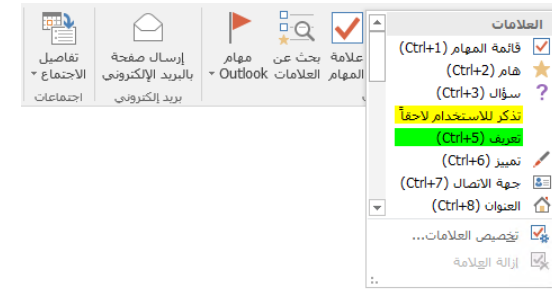 العلامات
قائمة المهام (Ctrl+1)
هام (Ctrl+2)
سؤال (Ctrl+3)
تذكر للاستخدام لاحقاً
تعريف (Ctrl+5)
تمييز (Ctrl+6)
جهة الاتصال (Ctrl+7)
العنوان (Ctrl+8)
تخصيص العلامات...
إزالة العلامة
علامة
المهام
بحث عن
العلامات
مهام
Outlook
إرسال صفحة
بالبريد الإلكتروني
بريد إلكتروني
تفاصيل
الاجتماع
اجتماعات